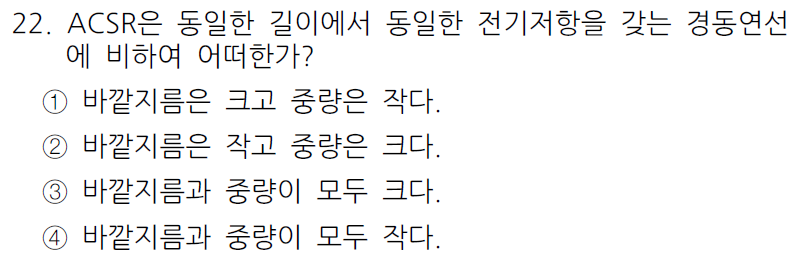 22. ACSR은 동일한 길이에서 동일한 전기저항을 갖는 경동연선
에 비하여 어떠한가?
① 바깥지름은 크고 중량은 작다.
② 바깥지름은 작고 중량은 크다.
③ 바깥지름과 중량이 모두 크다.
④ 바깥지름과 중량이 모두 작다.